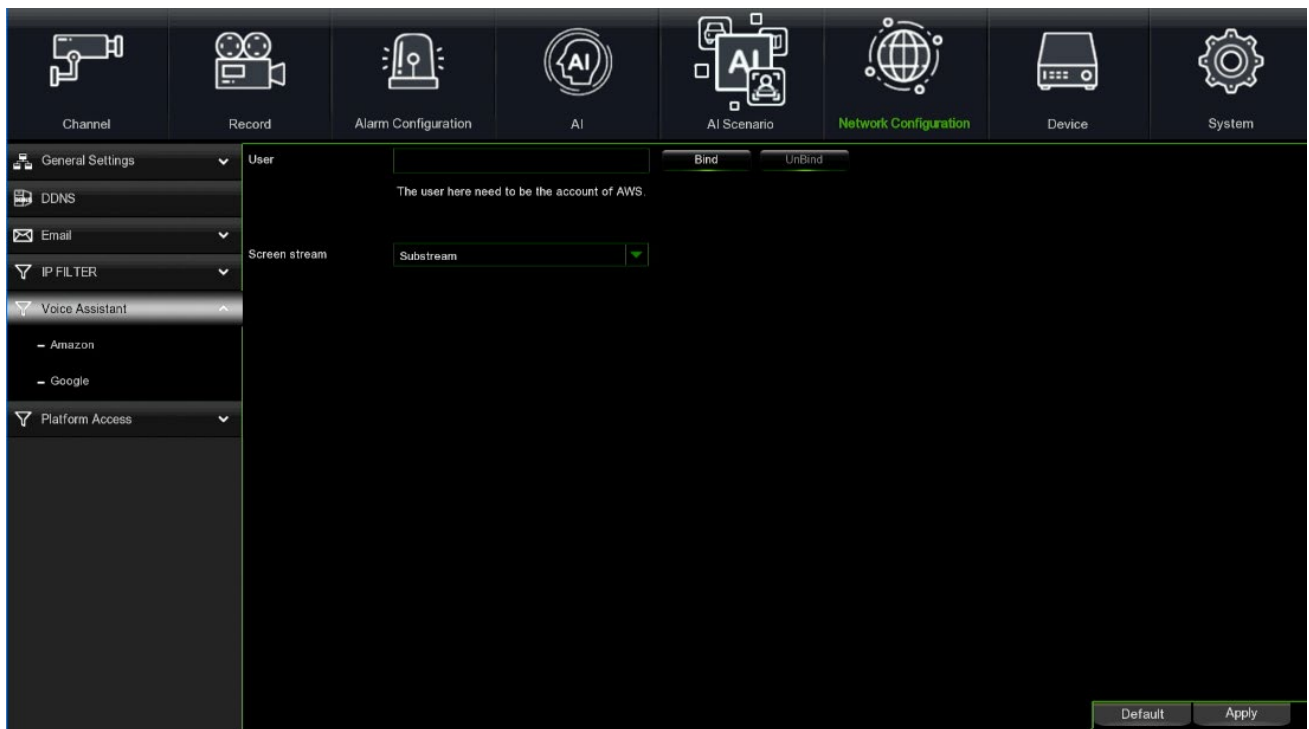 Channel
Record
Alarm Configuration
AI
AI
AI Scenario
Network Configuration
Device
System
General Settings
DDNS
Email
IP FILTER
Voice Assistant
– Amazon
– Google
Platform Access
User
Bind
UnBind
The user here need to be the account of AWS.
Screen stream
Substream
Default
Apply